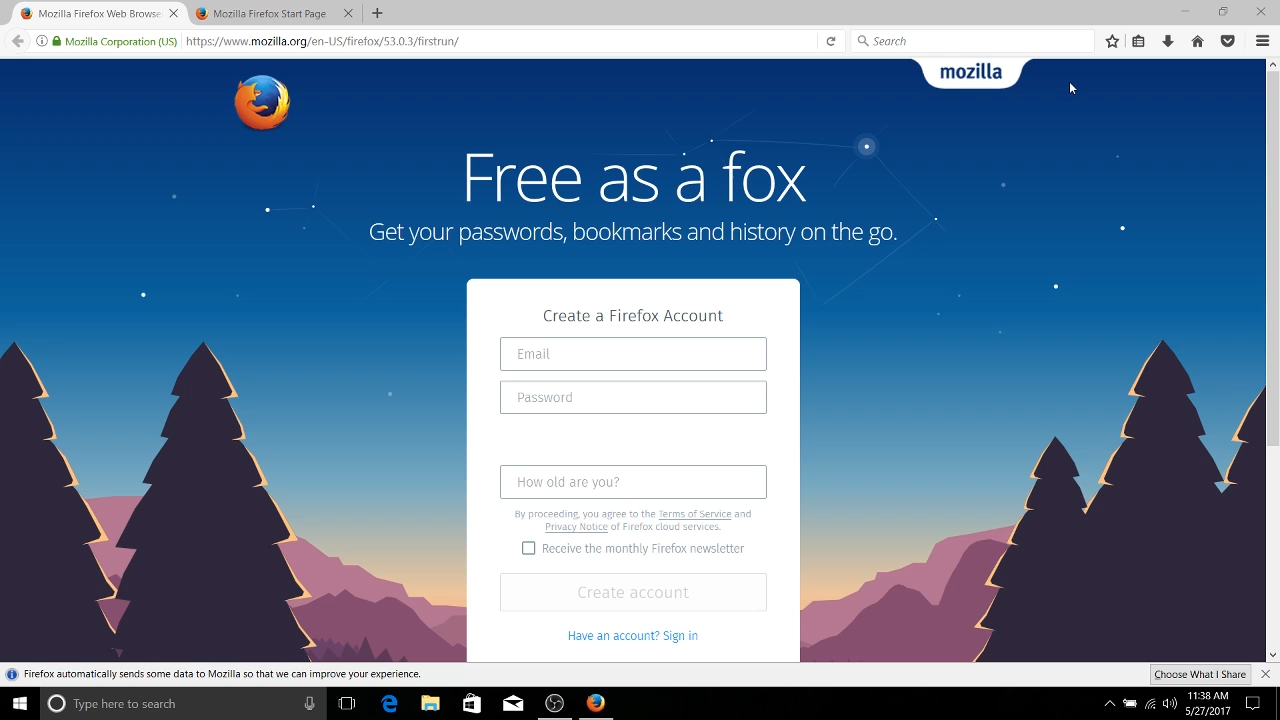 Mozilla Firefox Web Browse
Mozilla Firefox Start Page
Mozilla Corporation (US)
https://www.mozilla.org/en-US/firefox/53.0.3/firstrun/
Search
mozilla
Free as a fox
Get your passwords, bookmarks and history on the go.
Create a Firefox Account
Email
Password
How old are you?
By proceeding, you agree to the Terms of Service and
Privacy Notice of Firefox cloud services.
Receive the monthly Firefox newsletter
Create account
Have an account? Sign in
Firefox automatically sends some data to Mozilla so that we can improve your experience.
Choose What I Share
Type here to search
11:38 AM
5/27/2017